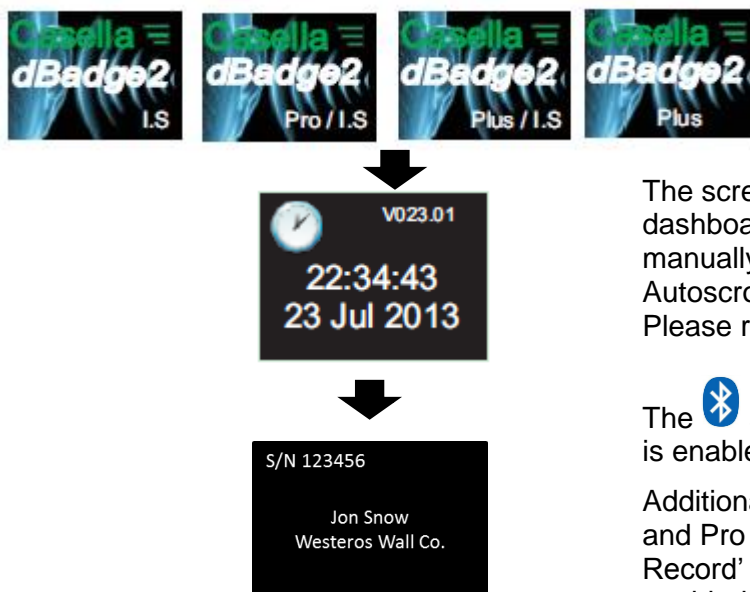 Casella
dBadge2
I.S
Casella
dBadge2
Pro / I.S
Casella
dBadge2
Plus / I.S
Casella
dBadge2
Plus
V023.01
22:34:43
23 Jul 2013
S/N 123456
Jon Snow
Westeros Wall Co.
The scre
dashboa
manually
Autoscro
Please r
The
is enable
Additiona
and Pro
Record'